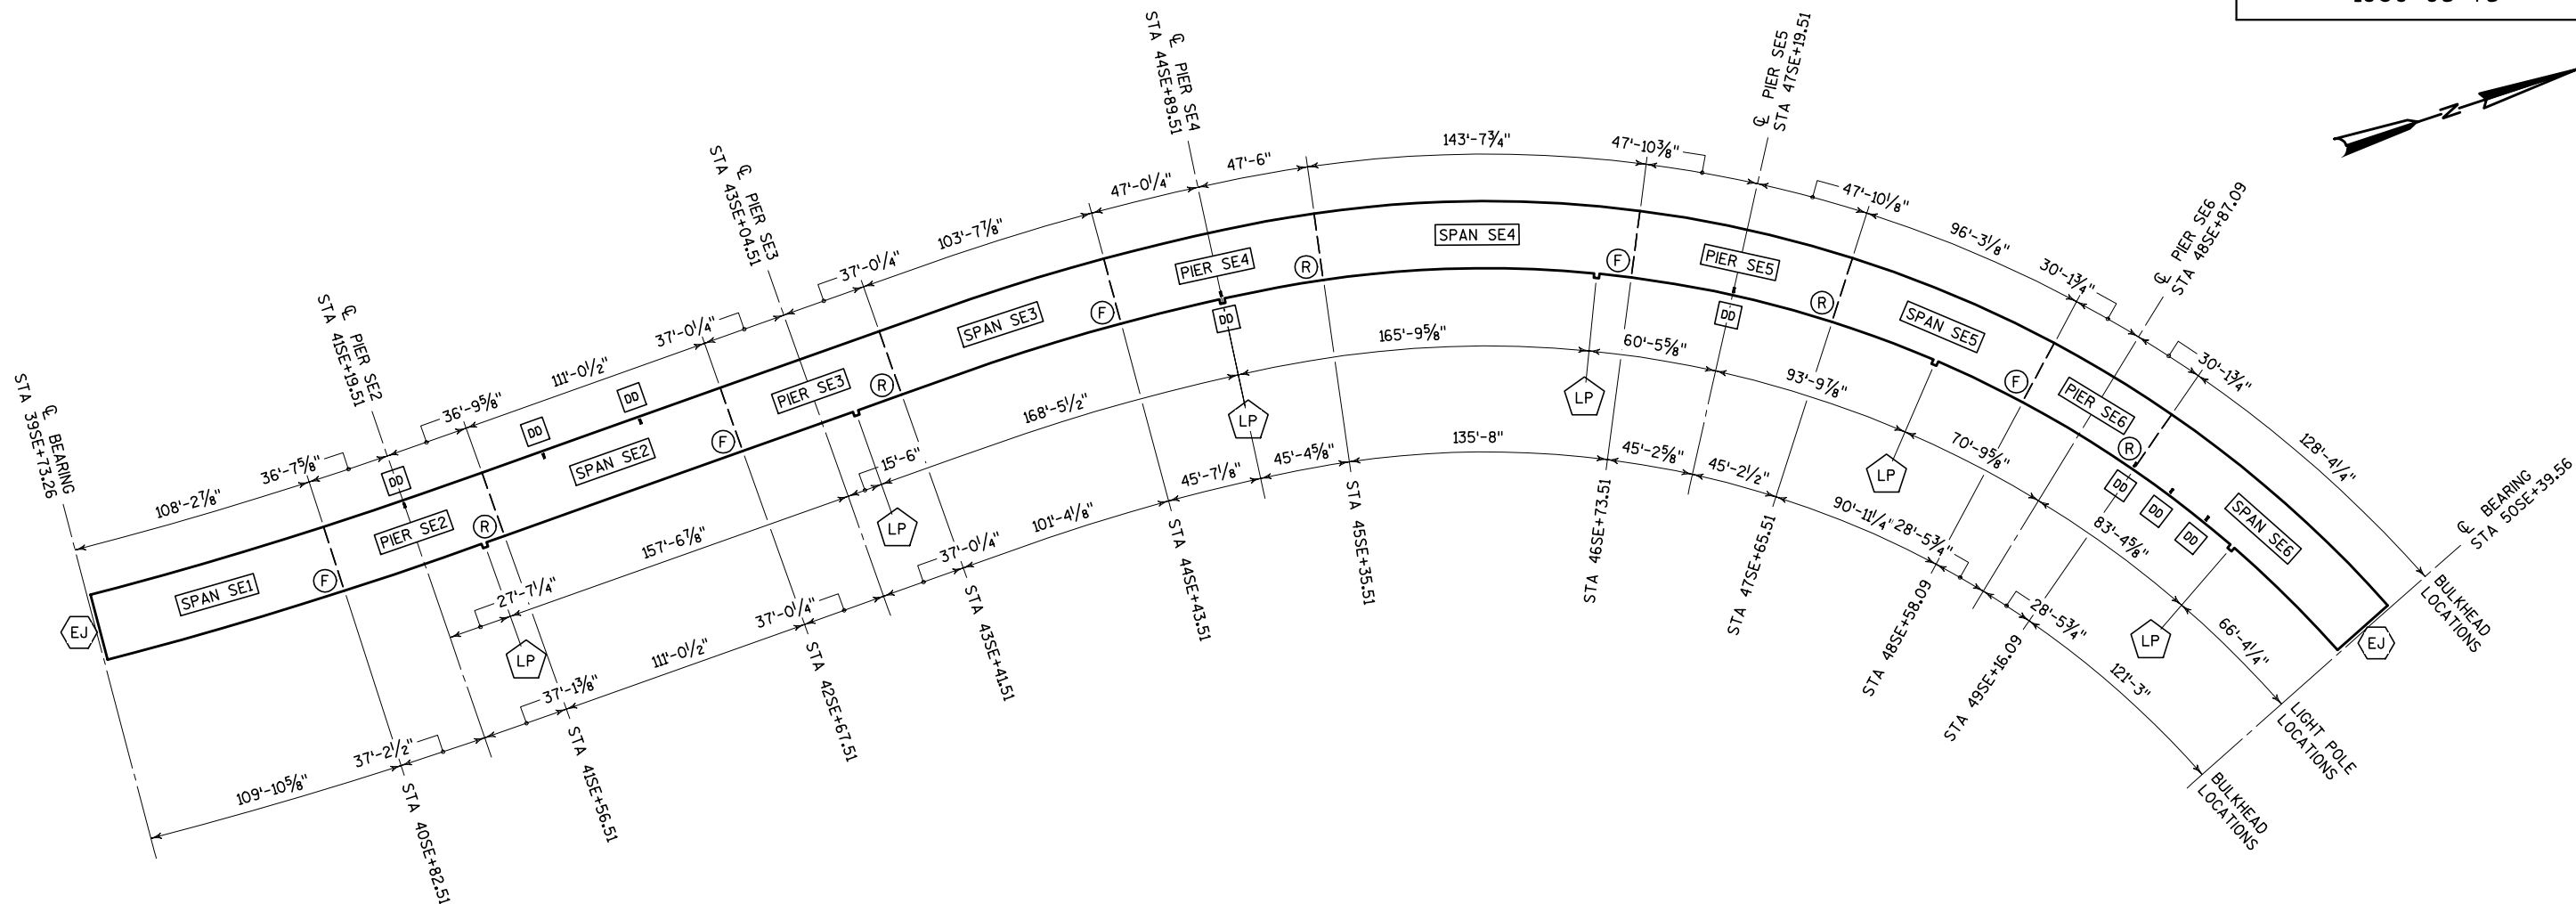 N
℄ BEARING
STA 39SE+73.26
℄ PIER SE2
STA 41SE+19.51
℄ PIER SE3
STA 43SE+04.51
℄ PIER SE4
STA 44SE+89.51
℄ PIER SE5
STA 47SE+19.51
℄ PIER SE6
STA 48SE+87.09
℄ BEARING
STA 50SE+39.56
108'-2⅞"
36'-7⅝"
36'-9⅝"
111'-0½"
37'-0¼"
37'-0¼"
103'-7⅞"
47'-0¼"
47'-6"
143'-7¾"
47'-10⅜"
47'-10⅛"
96'-3⅛"
30'-1¾"
30'-1¾"
128'-4¼"
BULKHEAD
LOCATIONS
EJ
SPAN SE1
F
DD
PIER SE2
R
DD
SPAN SE2
DD
F
PIER SE3
R
SPAN SE3
F
PIER SE4
DD
R
SPAN SE4
F
PIER SE5
DD
R
SPAN SE5
F
PIER SE6
R
DD
DD
DD
SPAN SE6
EJ
27'-7¼"
157'-6⅞"
15'-6"
168'-5½"
165'-9⅝"
60'-5⅝"
93'-9⅞"
70'-9⅝"
83'-4⅝"
66'-4¼"
LIGHT POLE
LOCATIONS
LP
LP
LP
LP
LP
LP
109'-10⅝"
37'-2½"
37'-1⅜"
111'-0½"
37'-0¼"
37'-0¼"
101'-4⅛"
45'-7⅛"
45'-4⅝"
135'-8"
45'-2⅝"
45'-2½"
90'-11¼"
28'-5¾"
28'-5¾"
121'-3"
BULKHEAD
LOCATIONS
STA 40SE+82.51
STA 41SE+56.51
STA 42SE+67.51
STA 43SE+41.51
STA 44SE+43.51
STA 45SE+35.51
STA 46SE+73.51
STA 47SE+65.51
STA 48SE+58.09
STA 49SE+16.09